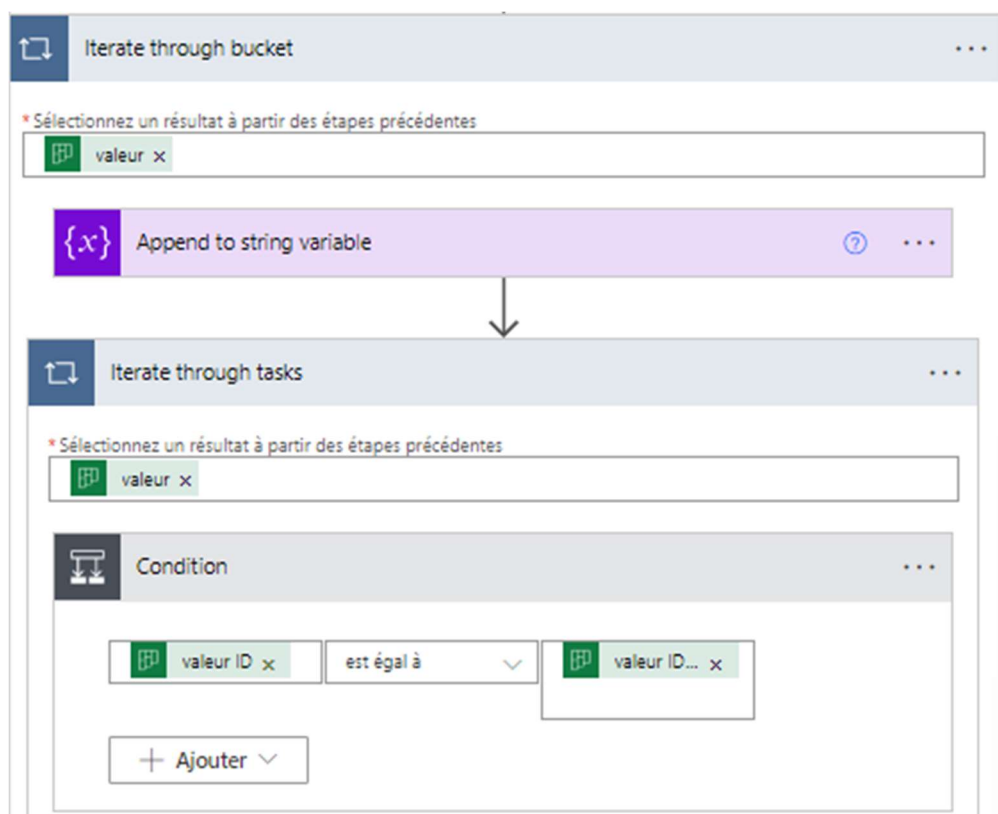 Iterate through bucket
* Sélectionnez un résultat à partir des étapes précédentes
valeur ×
{x} Append to string variable
Iterate through tasks
* Sélectionnez un résultat à partir des étapes précédentes
valeur ×
Condition
valeur ID × est égal à valeur ID... ×
+ Ajouter